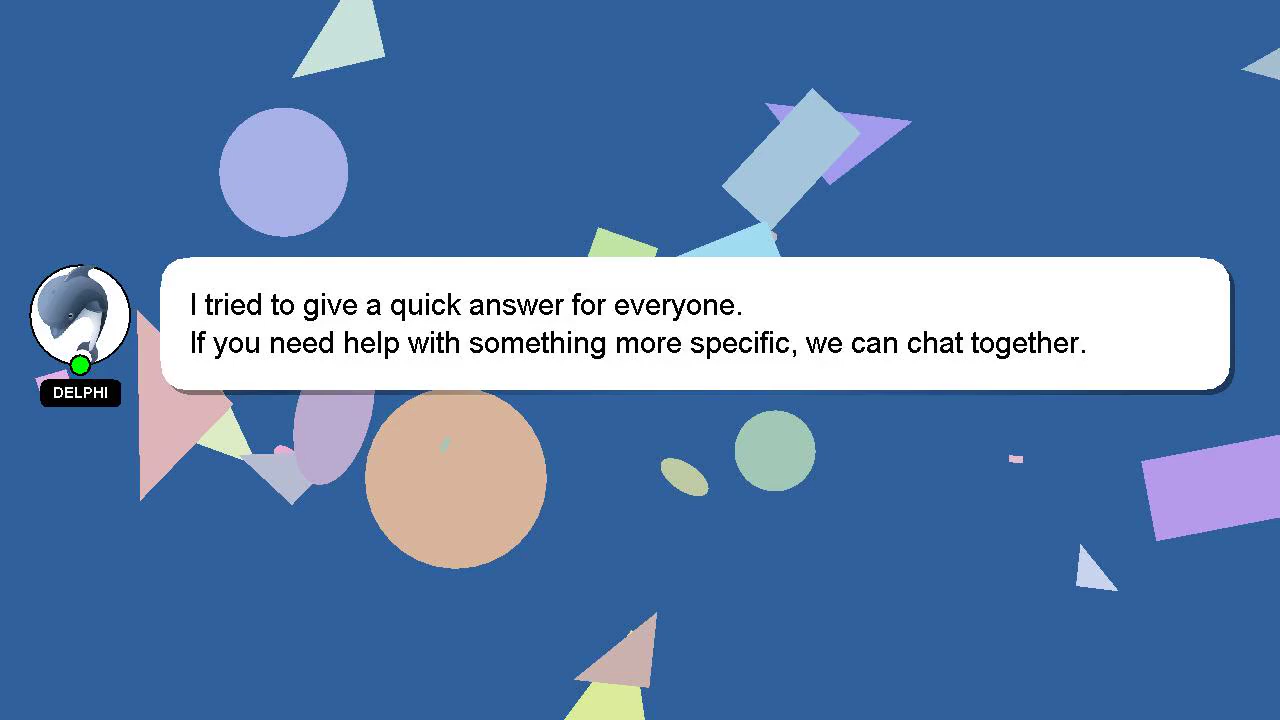 I tried to give a quick answer for everyone.
If you need help with something more specific, we can chat together.
DELPHI